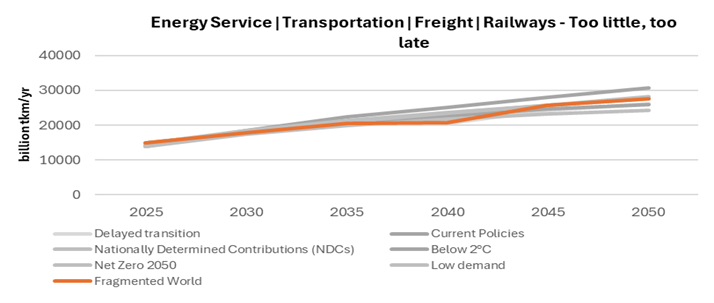 Energy Service | Transportation | Freight | Railways - Too little, too
late
billion tkm/yr
40000
30000
20000
10000
0
2025 2030 2035 2040 2045 2050
Delayed transition Current Policies
Nationally Determined Contributions (NDCs) Below 2°C
Net Zero 2050 Low demand
Fragmented World